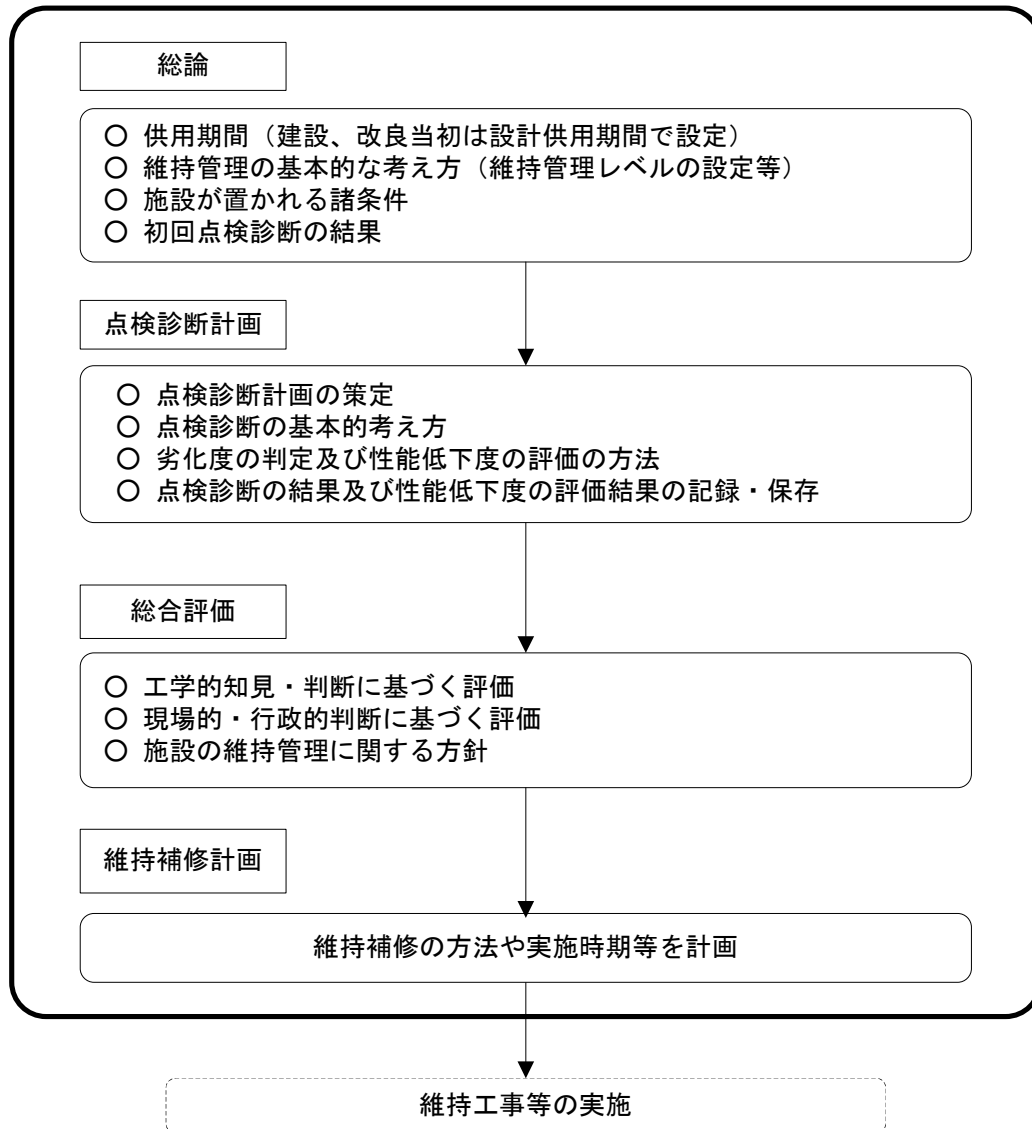 総論
○ 供用期間（建設、改良当初は設計供用期間で設定）
○ 維持管理の基本的な考え方（維持管理レベルの設定等）
○ 施設が置かれる諸条件
○ 初回点検診断の結果
点検診断計画
○ 点検診断計画の策定
○ 点検診断の基本的考え方
○ 劣化度の判定及び性能低下度の評価の方法
○ 点検診断の結果及び性能低下度の評価結果の記録・保存
総合評価
○ 工学的知見・判断に基づく評価
○ 現場的・行政的判断に基づく評価
○ 施設の維持管理に関する方針
維持補修計画
維持補修の方法や実施時期等を計画
維持工事等の実施